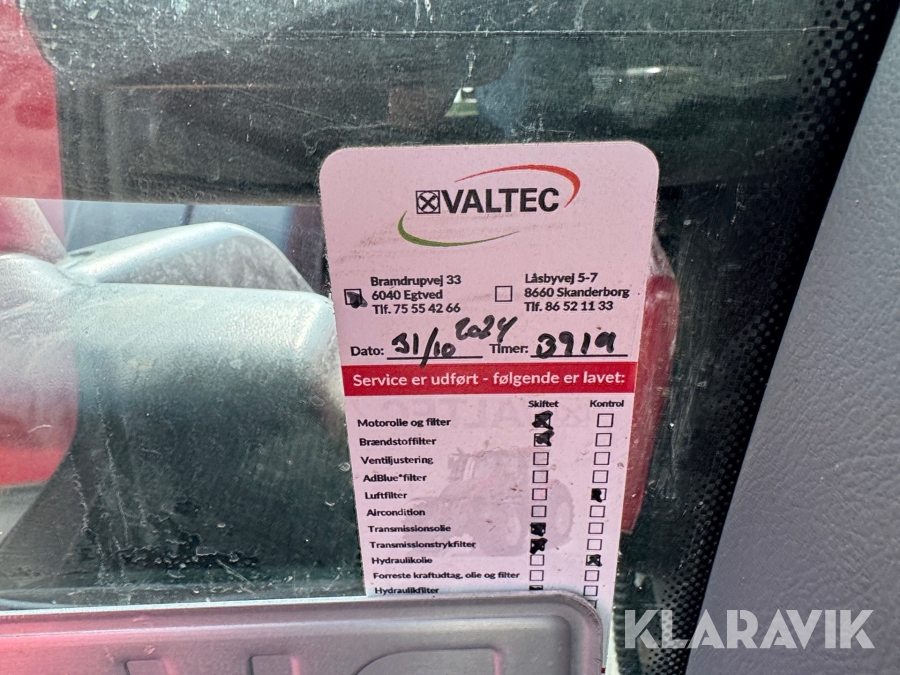 VALTEC
Bramdrupvej 33
6040 Egtved
Tlf. 75 55 42 66
Låsbyvej 5-7
8660 Skanderborg
Tlf. 86 52 11 33
Dato: 31/10 2024 Timer: 3919
Service er udført - følgende er lavet:
Skiftet Kontrol
Motorolie og filter
Brændstoffilter
Ventiljustering
AdBlue®filter
Luftfilter
Aircondition
Transmissionsolie
Transmissionstrykfilter
Hydraulikolie
Forreste kraftudtag, olie og filter
Hydraulikfilter
KLARAVIK